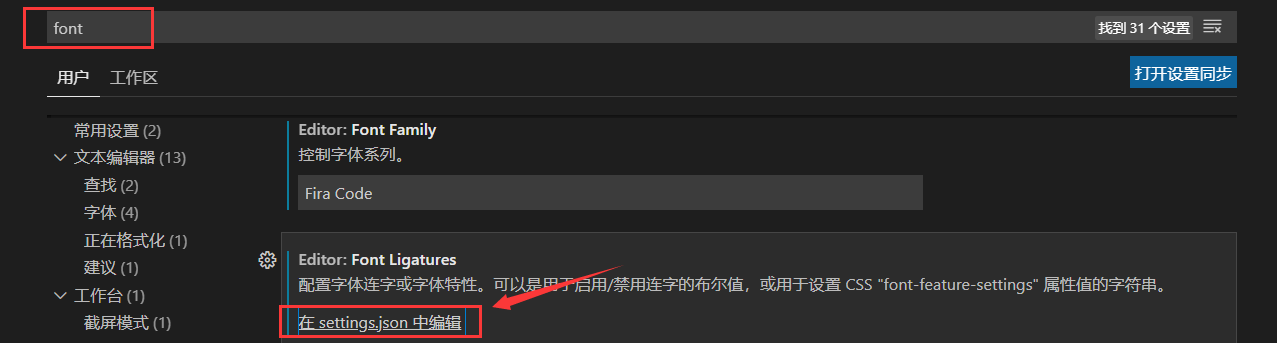 font
找到 31 个设置
用户 工作区
打开设置同步
常用设置 (2)
文本编辑器 (13)
查找 (2)
字体 (4)
正在格式化 (1)
建议 (1)
工作台 (1)
截屏模式 (1)
Editor: Font Family
控制字体系列。
Fira Code
Editor: Font Ligatures
配置字体连字或字体特性。可以是用于启用/禁用连字的布尔值，或用于设置 CSS "font-feature-settings" 属性值的字符串。
在 settings.json 中编辑